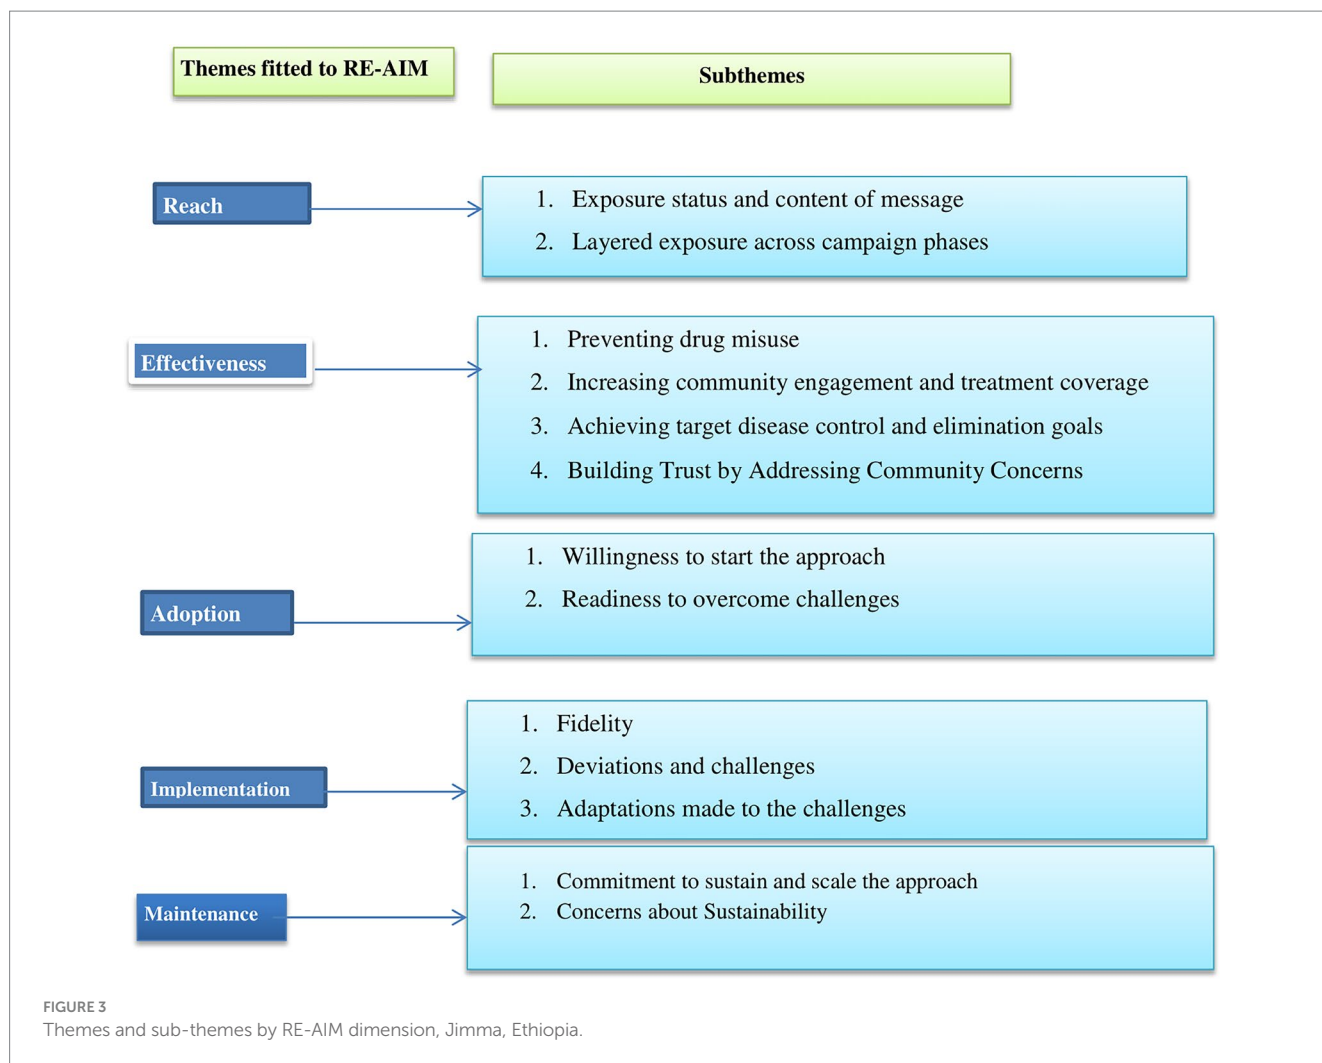 Themes fitted to RE-AIM
Subthemes
Reach
1. Exposure status and content of message
2. Layered exposure across campaign phases
Effectiveness
1. Preventing drug misuse
2. Increasing community engagement and treatment coverage
3. Achieving target disease control and elimination goals
4. Building Trust by Addressing Community Concerns
Adoption
1. Willingness to start the approach
2. Readiness to overcome challenges
Implementation
1. Fidelity
2. Deviations and challenges
3. Adaptations made to the challenges
Maintenance
1. Commitment to sustain and scale the approach
2. Concerns about Sustainability
FIGURE 3
Themes and sub-themes by RE-AIM dimension, Jimma, Ethiopia.